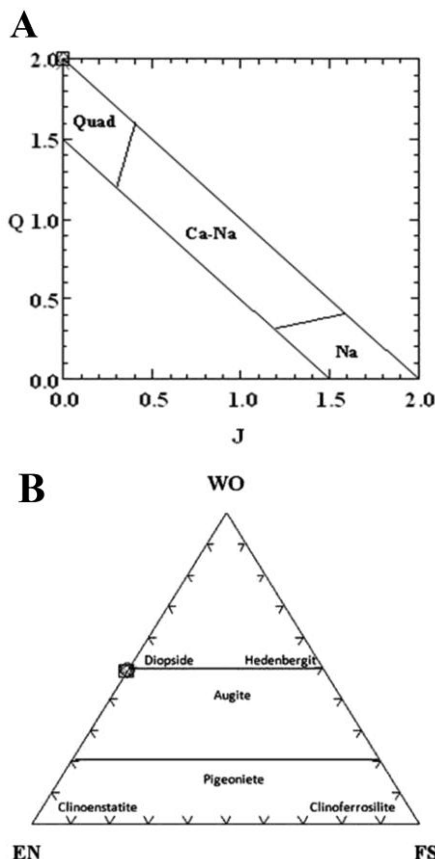 A
2.0
Quad
1.5
Q 1.0
Ca-Na
0.5
Na
0.0
0.0 0.5 1.0 1.5 2.0
J
B
WO
Diopside Hedenbergit
Augite
Pigeoniete
Clinoenstatite Clinoferrosilite
EN FS